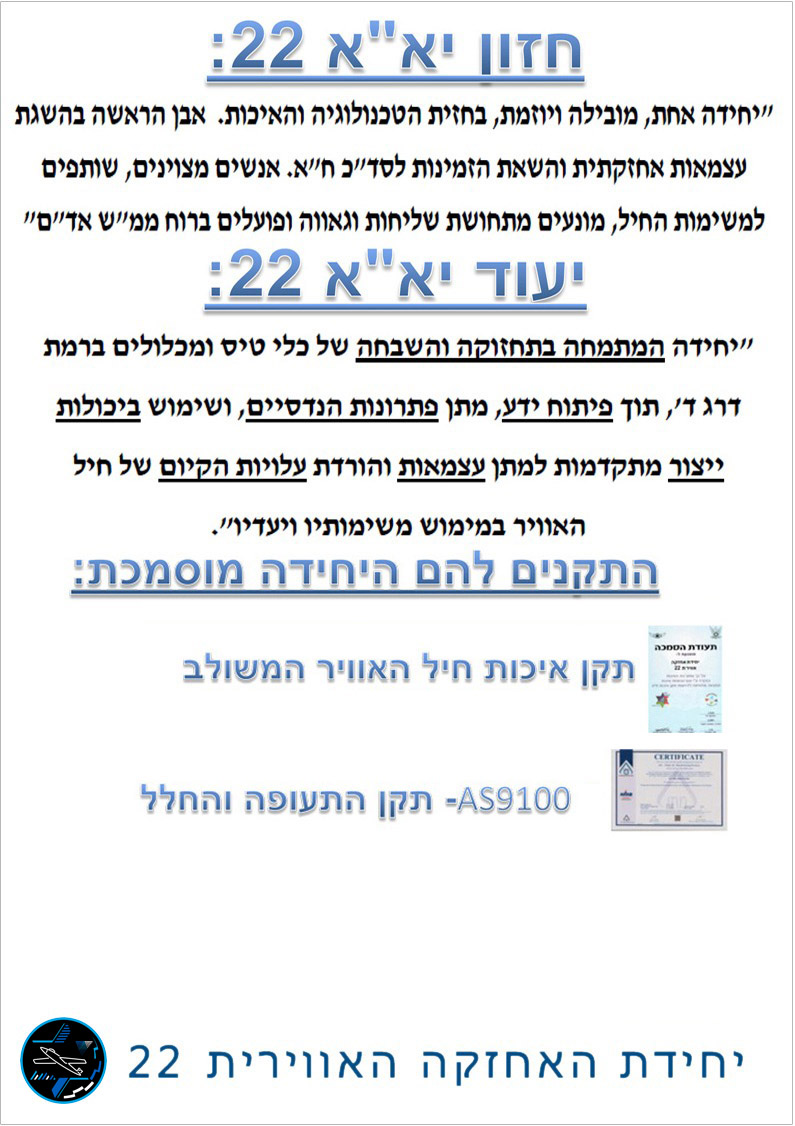 חזון יא"א 22:
"יחידה אחת, מובילה ויוזמת, בחזית הטכנולוגיה והאיכות. אבן הראשה בהשגת
עצמאות אחזקתית והשאת הזמינות לסד"כ ח"א. אנשים מצוינים, שותפים
למשימות החיל, מונעים מתחושת שליחות וגאווה ופועלים ברוח ממ"ש אד"ם"
יעוד יא"א 22:
"יחידה המתמחה בתחזוקה והשבחה של כלי טיס ומכלולים ברמת
דרג ד', תוך פיתוח ידע, מתן פתרונות הנדסיים, ושימוש ביכולות
ייצור מתקדמות למתן עצמאות והורדת עלויות הקיום של חיל
האוויר במימוש משימותיו ויעדיו".
התקנים להם היחידה מוסמכת:
תעודת הסמכה
יחידת אחזקה
אווירית 22
תקן איכות חיל האוויר המשולב
CERTIFICATE
AS9100- תקן התעופה והחלל
יחידת האחזקה האווירית 22